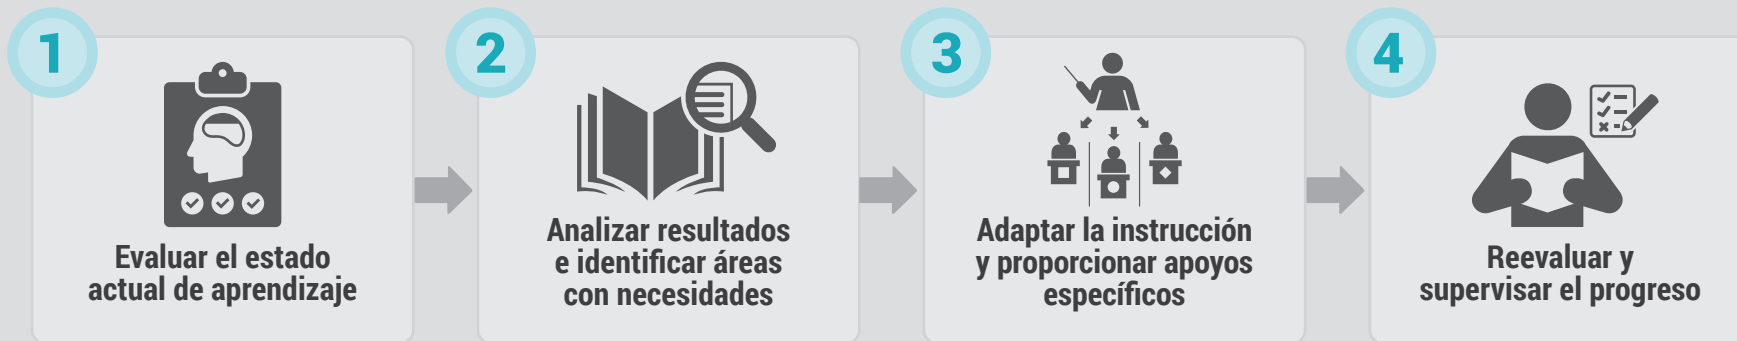 1
Evaluar el estado
actual de aprendizaje
2
Analizar resultados
e identificar áreas
con necesidades
3
Adaptar la instrucción
y proporcionar apoyos
específicos
4
Reevaluar y
supervisar el progreso